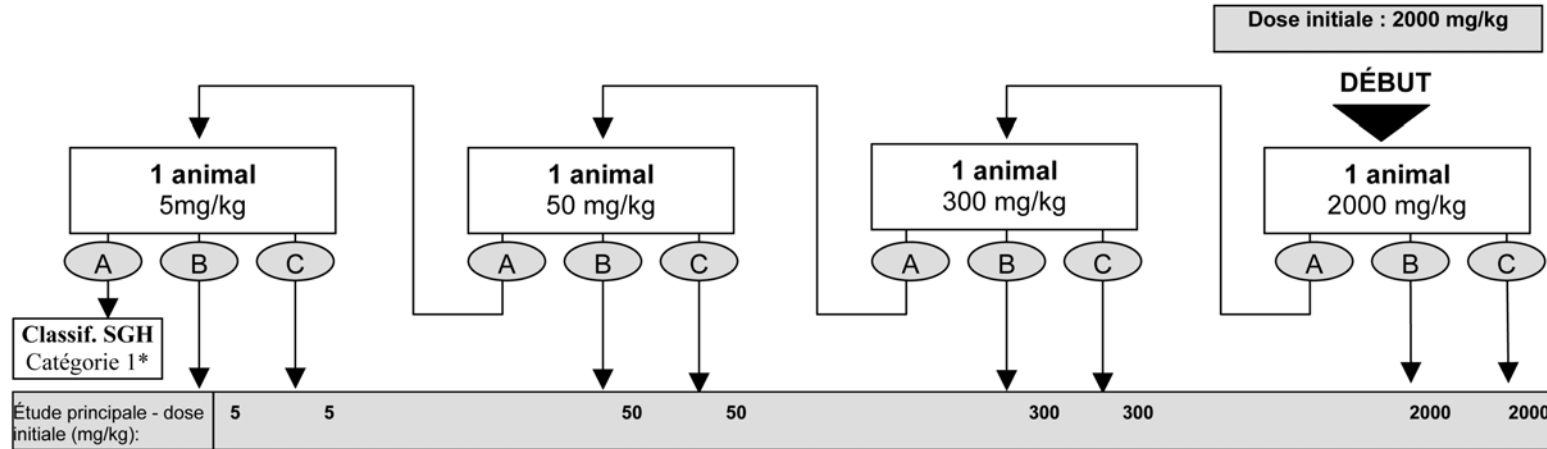 Dose initiale : 2000 mg/kg
DÉBUT
1 animal
5mg/kg
1 animal
50 mg/kg
1 animal
300 mg/kg
1 animal
2000 mg/kg
A B C A B C A B C A B C
Classif. SGH
Catégorie 1*
Étude principale - dose
initiale (mg/kg):
5 5 50 50 300 300 2000 2000